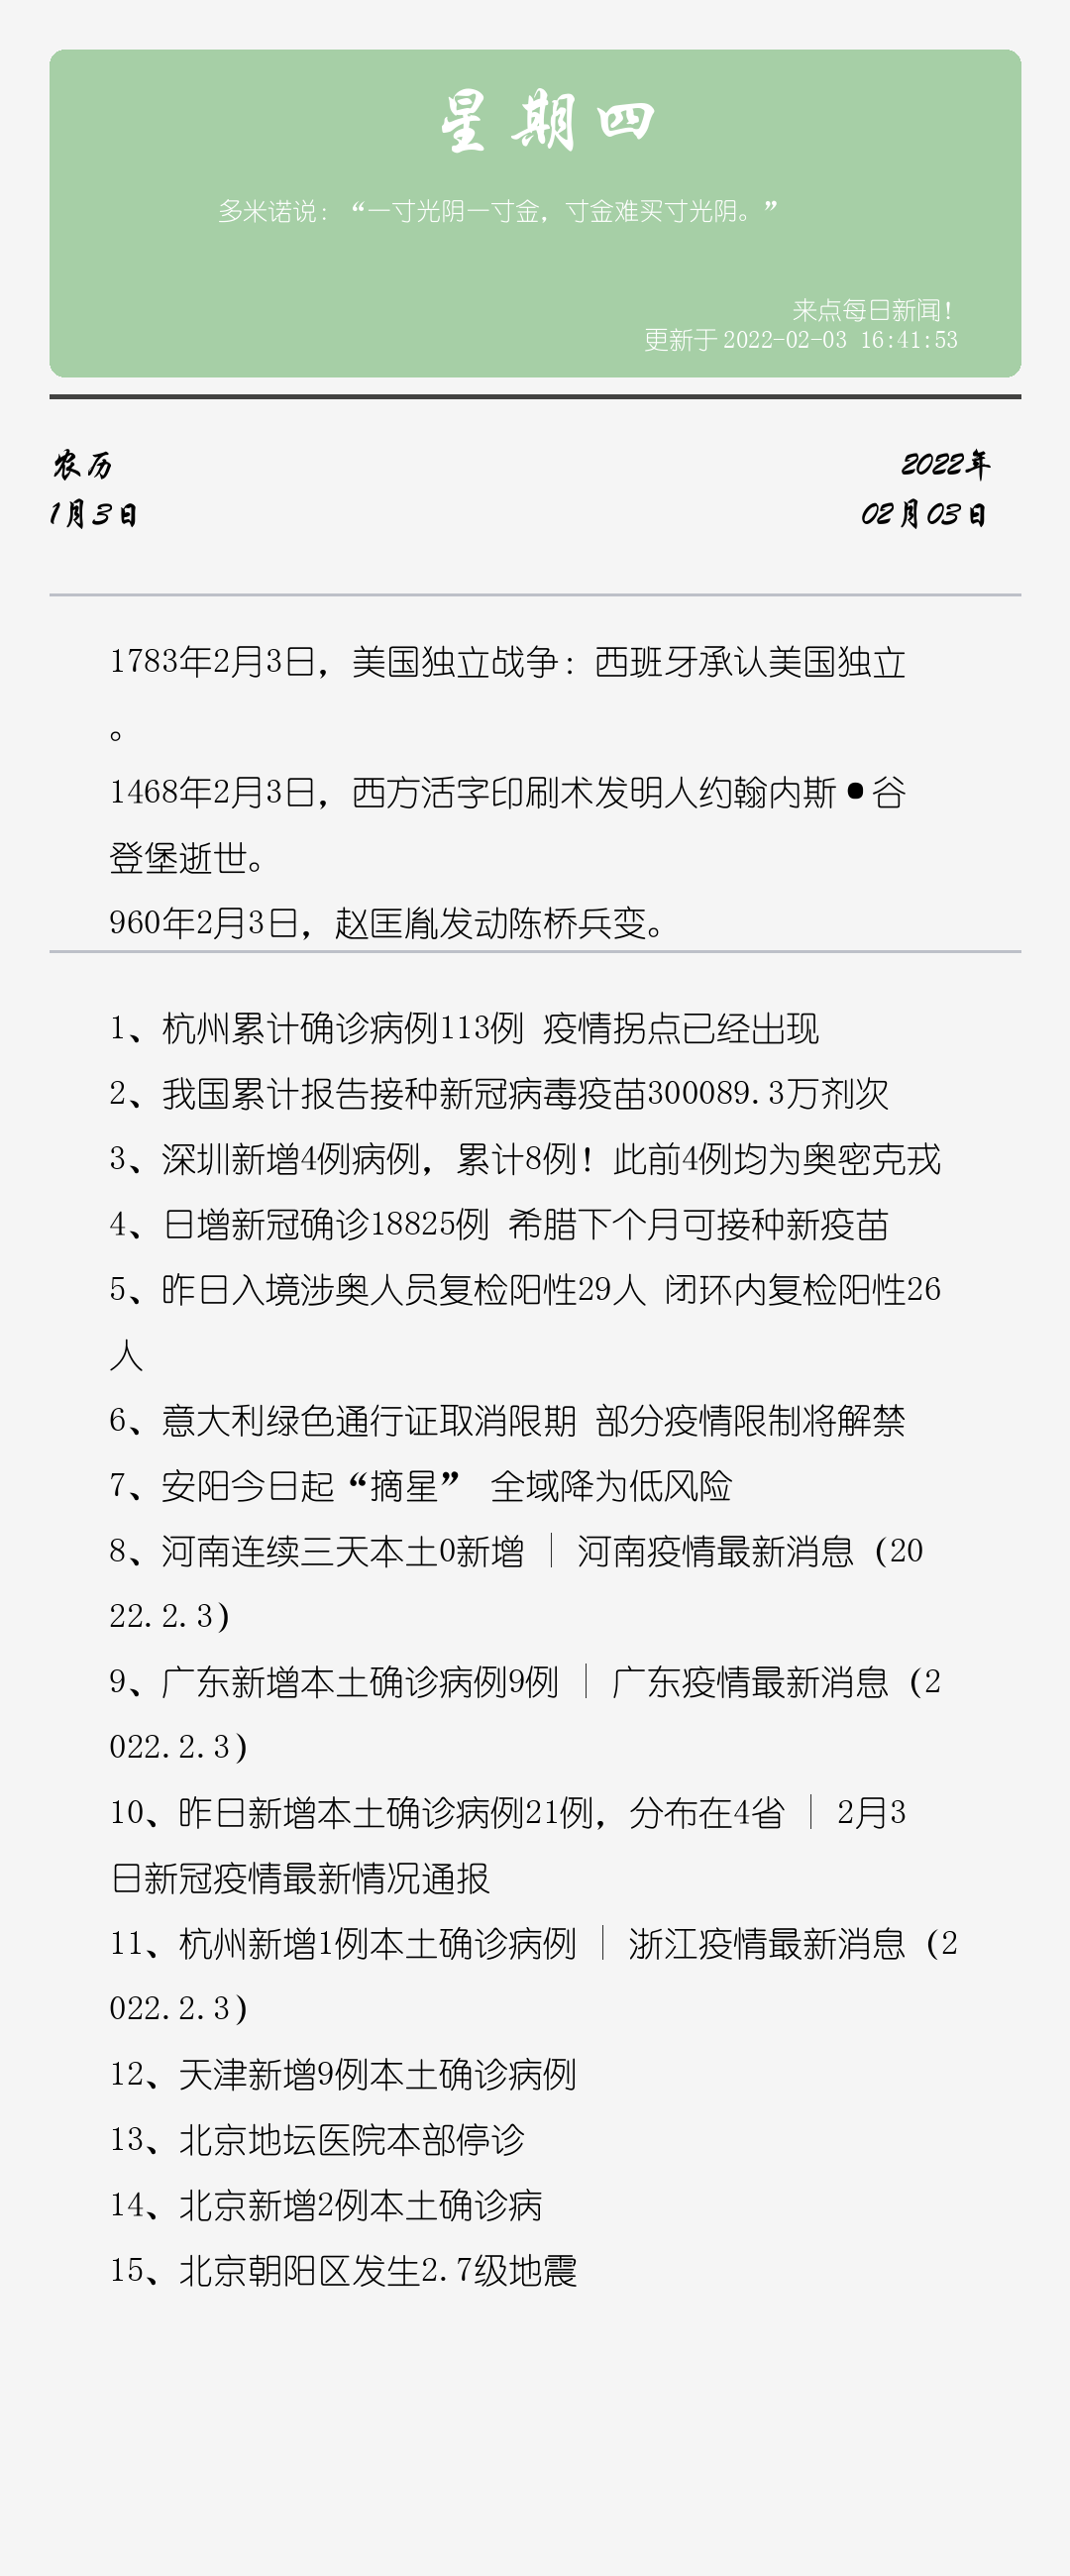 星期四
多米诺说：“一寸光阴一寸金，寸金难买寸光阴。”
来点每日新闻！
更新于 2022-02-03 16:41:53
农历
1月3日
2022年
02月03日
1783年2月3日，美国独立战争：西班牙承认美国独立
。
1468年2月3日，西方活字印刷术发明人约翰内斯•谷
登堡逝世。
960年2月3日，赵匡胤发动陈桥兵变。
1、杭州累计确诊病例113例 疫情拐点已经出现
2、我国累计报告接种新冠病毒疫苗300089.3万剂次
3、深圳新增4例病例，累计8例！此前4例均为奥密克戎
4、日增新冠确诊18825例 希腊下个月可接种新疫苗
5、昨日入境涉奥人员复检阳性29人 闭环内复检阳性26
人
6、意大利绿色通行证取消限期 部分疫情限制将解禁
7、安阳今日起“摘星” 全域降为低风险
8、河南连续三天本土0新增 | 河南疫情最新消息（20
22.2.3）
9、广东新增本土确诊病例9例 | 广东疫情最新消息（2
022.2.3）
10、昨日新增本土确诊病例21例，分布在4省 | 2月3
日新冠疫情最新情况通报
11、杭州新增1例本土确诊病例 | 浙江疫情最新消息（2
022.2.3）
12、天津新增9例本土确诊病例
13、北京地坛医院本部停诊
14、北京新增2例本土确诊病
15、北京朝阳区发生2.7级地震